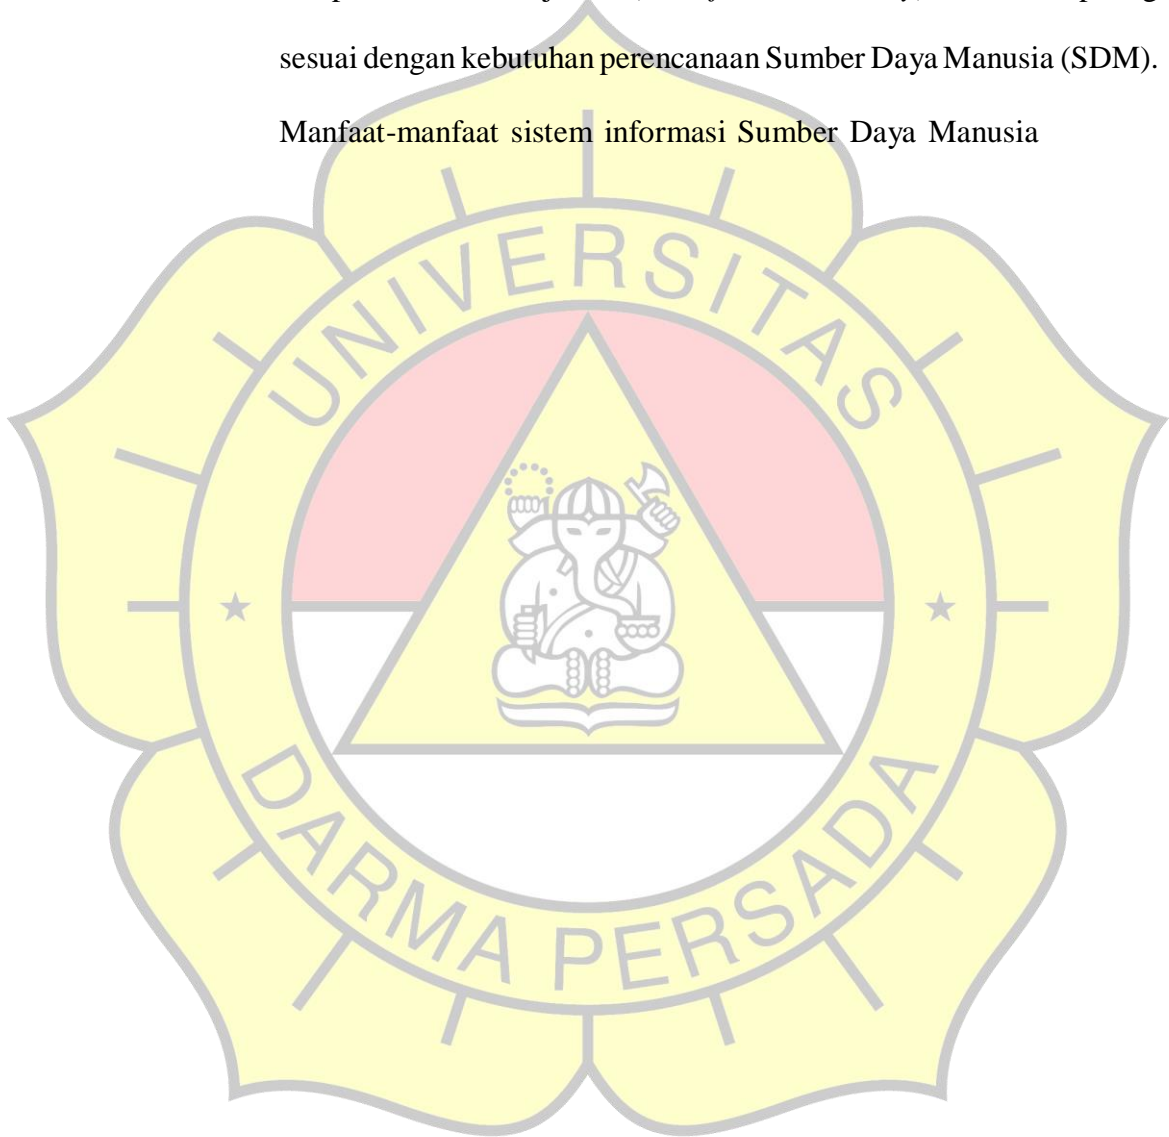 sesuai dengan kebutuhan perencanaan Sumber Daya Manusia (SDM).
Manfaat-manfaat sistem informasi Sumber Daya Manusia
UNIVERSITAS
DARMA PERSADA